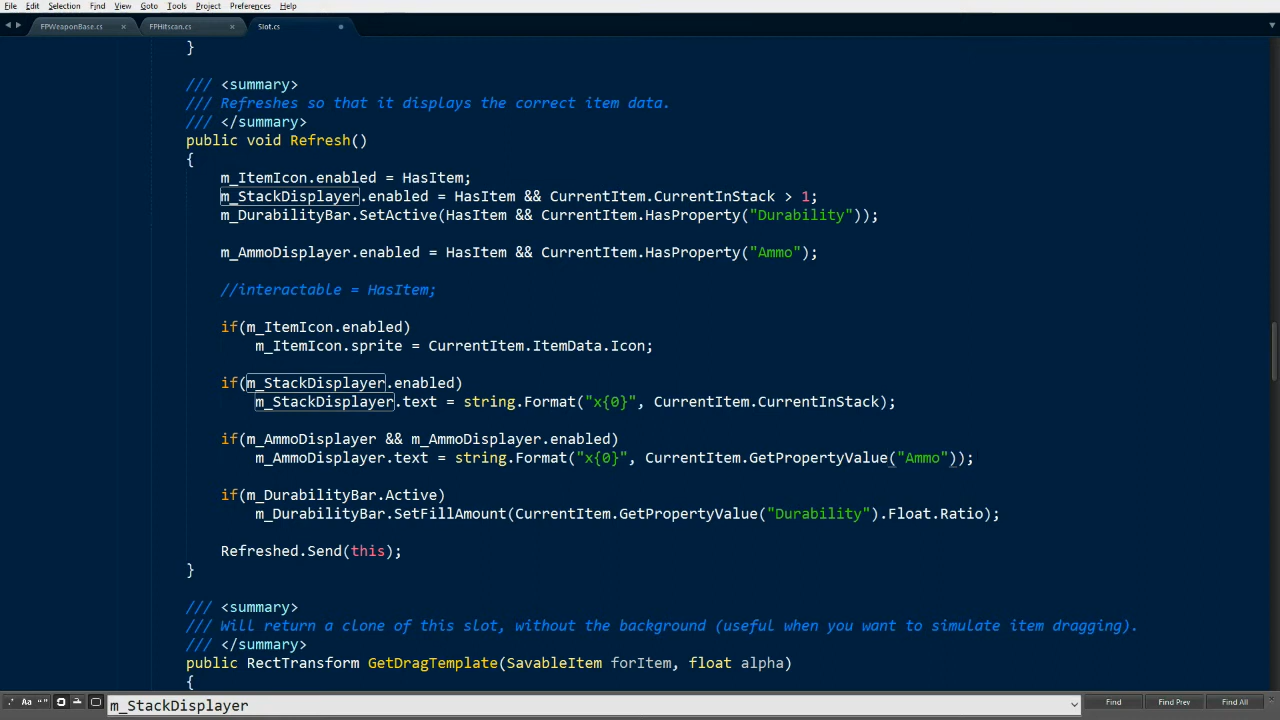 File Edit Selection Find View Goto Tools Project Preferences Help
FPWeaponBase.cs FPHitscan.cs Slot.cs
}
/// <summary>
/// Refreshes so that it displays the correct item data.
/// </summary>
public void Refresh()
{
m_ItemIcon.enabled = HasItem;
m_StackDisplayer.enabled = HasItem && CurrentItem.CurrentInStack > 1;
m_DurabilityBar.SetActive(HasItem && CurrentItem.HasProperty("Durability"));
m_AmmoDisplayer.enabled = HasItem && CurrentItem.HasProperty("Ammo");
//interactable = HasItem;
if(m_ItemIcon.enabled)
m_ItemIcon.sprite = CurrentItem.ItemData.Icon;
if(m_StackDisplayer.enabled)
m_StackDisplayer.text = string.Format("x{0}", CurrentItem.CurrentInStack);
if(m_AmmoDisplayer && m_AmmoDisplayer.enabled)
m_AmmoDisplayer.text = string.Format("x{0}", CurrentItem.GetPropertyValue("Ammo"));
if(m_DurabilityBar.Active)
m_DurabilityBar.SetFillAmount(CurrentItem.GetPropertyValue("Durability").Float.Ratio);
Refreshed.Send(this);
}
/// <summary>
/// Will return a clone of this slot, without the background (useful when you want to simulate item dragging).
/// </summary>
public RectTransform GetDragTemplate(SavableItem forItem, float alpha)
{
.* Aa "" m_StackDisplayer Find Find Prev Find All